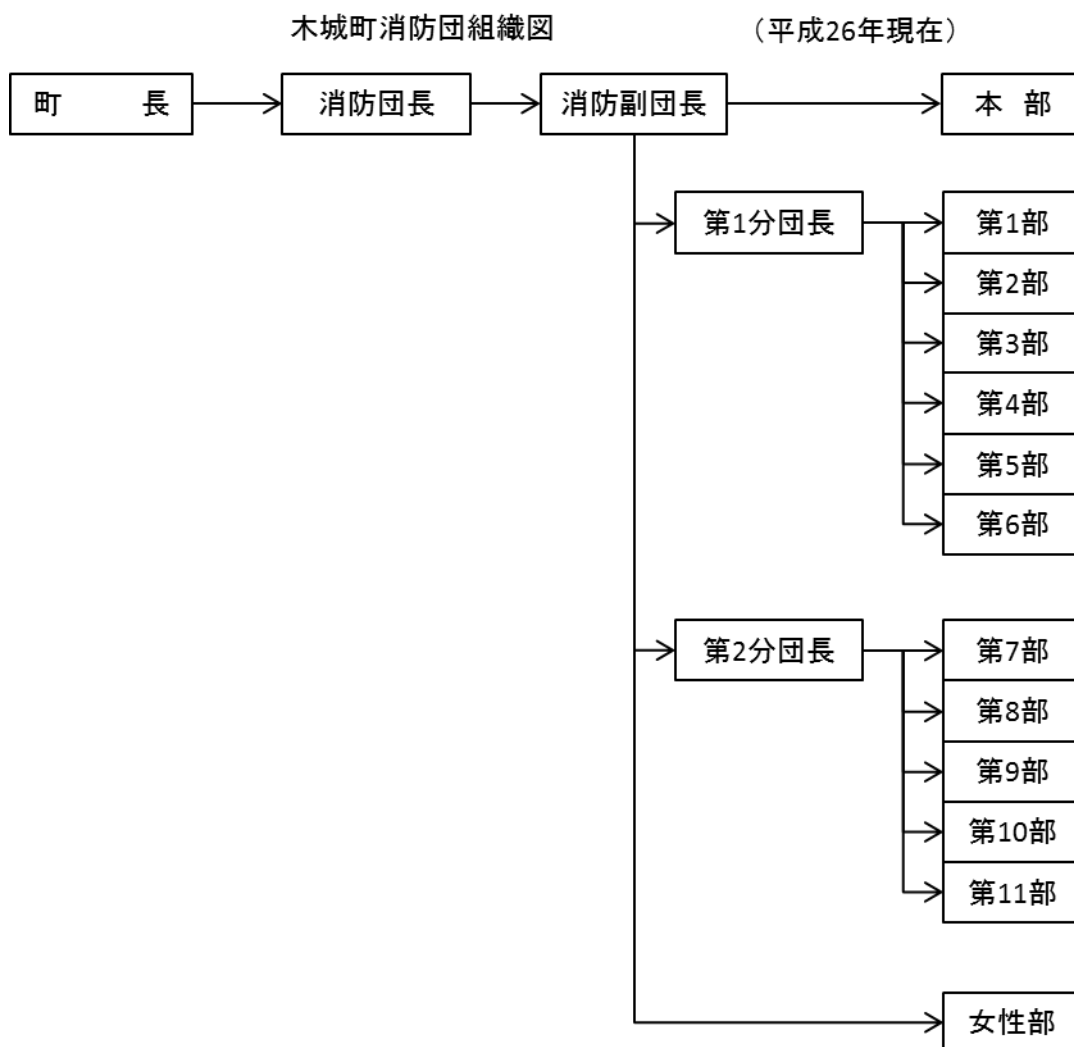 木城町消防団組織図 （平成26年現在）
町 長 消防団長 消防副団長 本 部
第1分団長 第1部
第2部
第3部
第4部
第5部
第6部
第2分団長 第7部
第8部
第9部
第10部
第11部
女性部